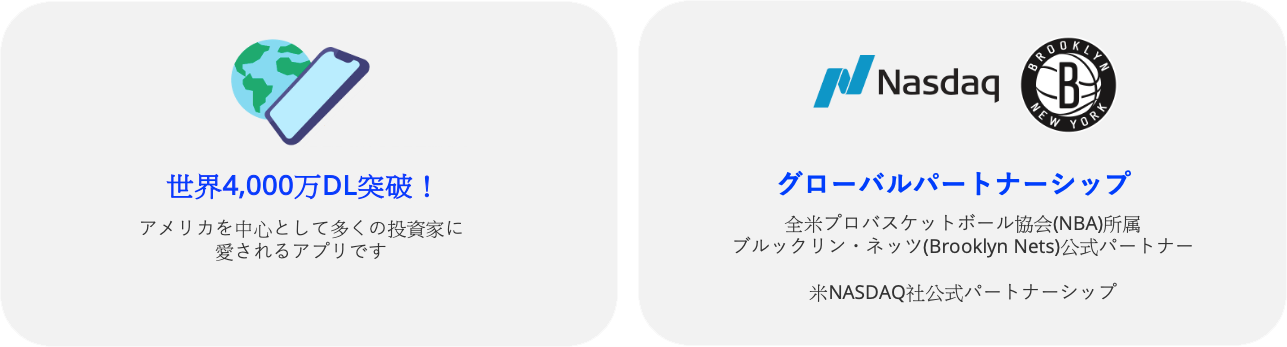 世界4,000万DL突破！
アメリカを中心として多くの投資家に
愛されるアプリです
Nasdaq
BROOKLYN
B
NEW YORK
グローバルパートナーシップ
全米プロバスケットボール協会(NBA)所属
ブルックリン・ネッツ(Brooklyn Nets)公式パートナー
米NASDAQ社公式パートナーシップ